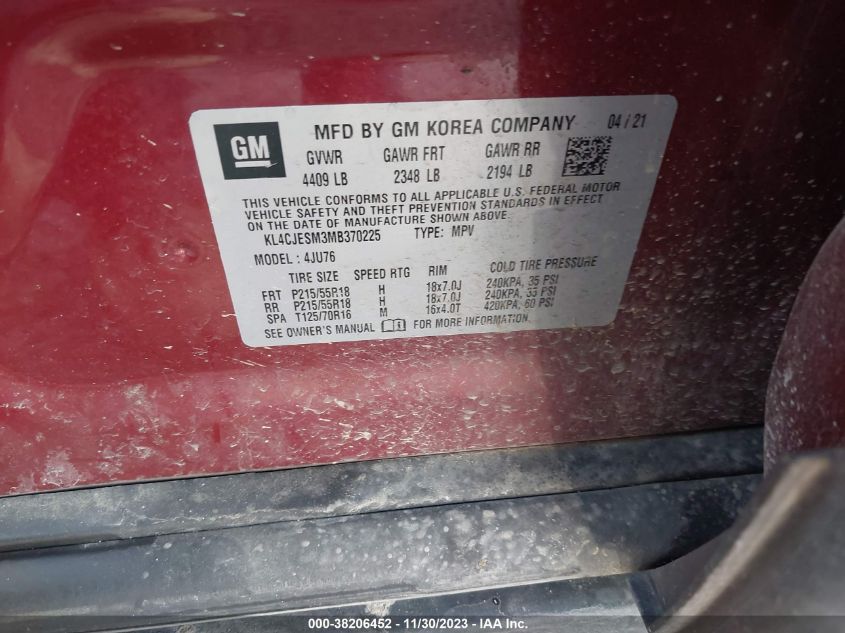 GM
MFD BY GM KOREA COMPANY 04 / 21
GVWR GAWR FRT GAWR RR
4409 LB 2348 LB 2194 LB
THIS VEHICLE CONFORMS TO ALL APPLICABLE U.S. FEDERAL MOTOR
VEHICLE SAFETY AND THEFT PREVENTION STANDARDS IN EFFECT
ON THE DATE OF MANUFACTURE SHOWN ABOVE.
KL4CJESM3MB370225 TYPE: MPV
MODEL : 4JU76
TIRE SIZE SPEED RTG RIM COLD TIRE PRESSURE
FRT P215/55R18 H 18x7.0J 240KPA, 35 PSI
RR P215/55R18 H 18x7.0J 240KPA, 35 PSI
SPA T125/70R16 M 16x4.0T 420KPA, 60 PSI
SEE OWNER'S MANUAL FOR MORE INFORMATION.
000-38206452 - 11/30/2023 - IAA Inc.